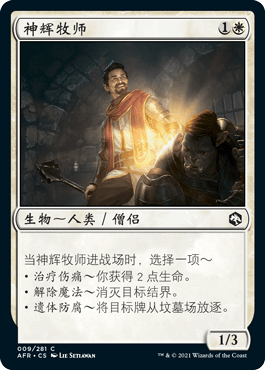 神辉牧师 1
生物～人类／僧侣
当神辉牧师进战场时，选择一项～
•治疗伤痛～你获得２点生命。
•解除魔法～消灭目标结界。
•遗体防腐～将目标牌从坟墓场放逐。
1/3
009/281 C
AFR • CS Lie Setiawan
™ & © 2021 Wizards of the Coast